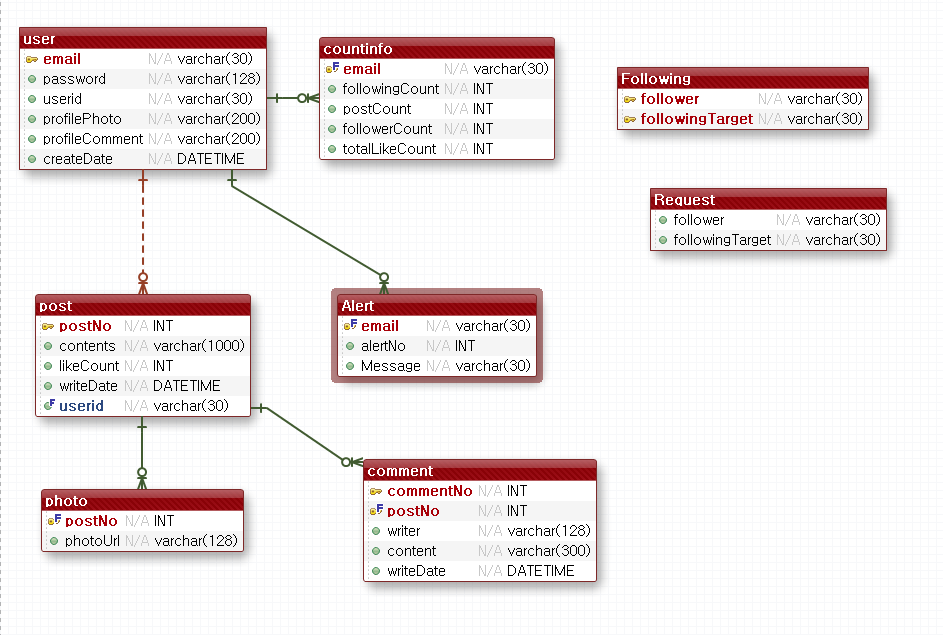 user
email N/A varchar(30)
password N/A varchar(128)
userid N/A varchar(30)
profilePhoto N/A varchar(200)
profileComment N/A varchar(200)
createDate N/A DATETIME
countinfo
email N/A varchar(30)
followingCount N/A INT
postCount N/A INT
followerCount N/A INT
totalLikeCount N/A INT
Following
follower N/A varchar(30)
followingTarget N/A varchar(30)
Request
follower N/A varchar(30)
followingTarget N/A varchar(30)
post
postNo N/A INT
contents N/A varchar(1000)
likeCount N/A INT
writeDate N/A DATETIME
userid N/A varchar(30)
Alert
email N/A varchar(30)
alertNo N/A INT
Message N/A varchar(30)
photo
postNo N/A INT
photoUrl N/A varchar(128)
comment
commentNo N/A INT
postNo N/A INT
writer N/A varchar(128)
content N/A varchar(300)
writeDate N/A DATETIME